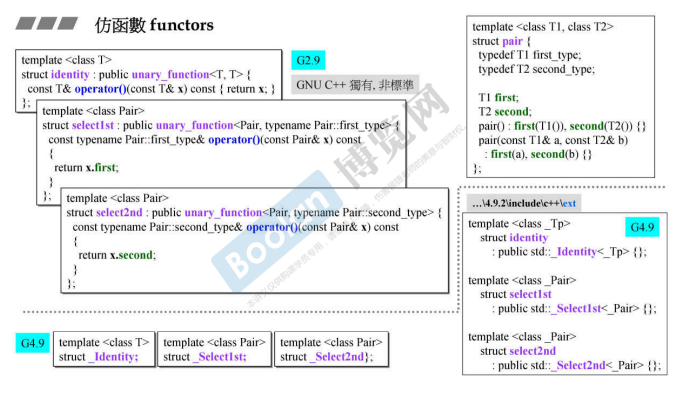 仿函數 functors
template <class T>
struct identity : public unary_function<T, T> {
const T& operator()(const T& x) const { return x; }
};
G2.9
GNU C++ 獨有, 非標準
template <class Pair>
struct select1st : public unary_function<Pair, typename Pair::first_type> {
const typename Pair::first_type& operator()(const Pair& x) const
{
return x.first;
}
};
template <class Pair>
struct select2nd : public unary_function<Pair, typename Pair::second_type> {
const typename Pair::second_type& operator()(const Pair& x) const
{
return x.second;
}
};
template <class T1, class T2>
struct pair {
typedef T1 first_type;
typedef T2 second_type;
T1 first;
T2 second;
pair() : first(T1()), second(T2()) {}
pair(const T1& a, const T2& b)
: first(a), second(b) {}
};
...\4.9.2\include\c++\ext
G4.9
template <class _Tp>
struct identity
: public std::_Identity<_Tp> {};
template <class _Pair>
struct select1st
: public std::_Select1st<_Pair> {};
template <class _Pair>
struct select2nd
: public std::_Select2nd<_Pair> {};
G4.9
template <class T>
struct _Identity;
template <class Pair>
struct _Select1st;
template <class Pair>
struct _Select2nd};
Boolan 博览网